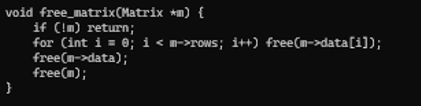 void free_matrix(Matrix *m) {
    if (!m) return;
    for (int i = 0; i < m->rows; i++) free(m->data[i]);
    free(m->data);
    free(m);
}